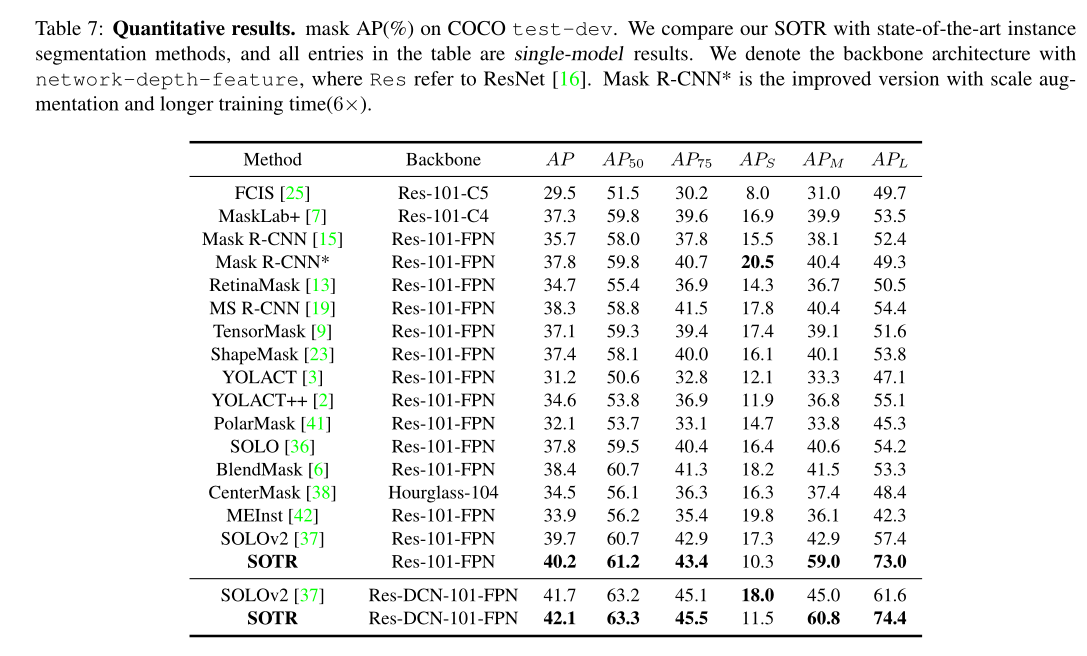 Table 7: Quantitative results. mask AP(%) on COCO test-dev. We compare our SOTR with state-of-the-art instance
segmentation methods, and all entries in the table are single-model results. We denote the backbone architecture with
network-depth-feature, where Res refer to ResNet [16]. Mask R-CNN* is the improved version with scale aug-
mentation and longer training time(6×).
Method Backbone AP AP50 AP75 APS APM APL
FCIS [25] Res-101-C5 29.5 51.5 30.2 8.0 31.0 49.7
MaskLab+ [7] Res-101-C4 37.3 59.8 39.6 16.9 39.9 53.5
Mask R-CNN [15] Res-101-FPN 35.7 58.0 37.8 15.5 38.1 52.4
Mask R-CNN* Res-101-FPN 37.8 59.8 40.7 20.5 40.4 49.3
RetinaMask [13] Res-101-FPN 34.7 55.4 36.9 14.3 36.7 50.5
MS R-CNN [19] Res-101-FPN 38.3 58.8 41.5 17.8 40.4 54.4
TensorMask [9] Res-101-FPN 37.1 59.3 39.4 17.4 39.1 51.6
ShapeMask [23] Res-101-FPN 37.4 58.1 40.0 16.1 40.1 53.8
YOLACT [3] Res-101-FPN 31.2 50.6 32.8 12.1 33.3 47.1
YOLACT++ [2] Res-101-FPN 34.6 53.8 36.9 11.9 36.8 55.1
PolarMask [41] Res-101-FPN 32.1 53.7 33.1 14.7 33.8 45.3
SOLO [36] Res-101-FPN 37.8 59.5 40.4 16.4 40.6 54.2
BlendMask [6] Res-101-FPN 38.4 60.7 41.3 18.2 41.5 53.3
CenterMask [38] Hourglass-104 34.5 56.1 36.3 16.3 37.4 48.4
MEInst [42] Res-101-FPN 33.9 56.2 35.4 19.8 36.1 42.3
SOLOv2 [37] Res-101-FPN 39.7 60.7 42.9 17.3 42.9 57.4
SOTR Res-101-FPN 40.2 61.2 43.4 10.3 59.0 73.0
SOLOv2 [37] Res-DCN-101-FPN 41.7 63.2 45.1 18.0 45.0 61.6
SOTR Res-DCN-101-FPN 42.1 63.3 45.5 11.5 60.8 74.4